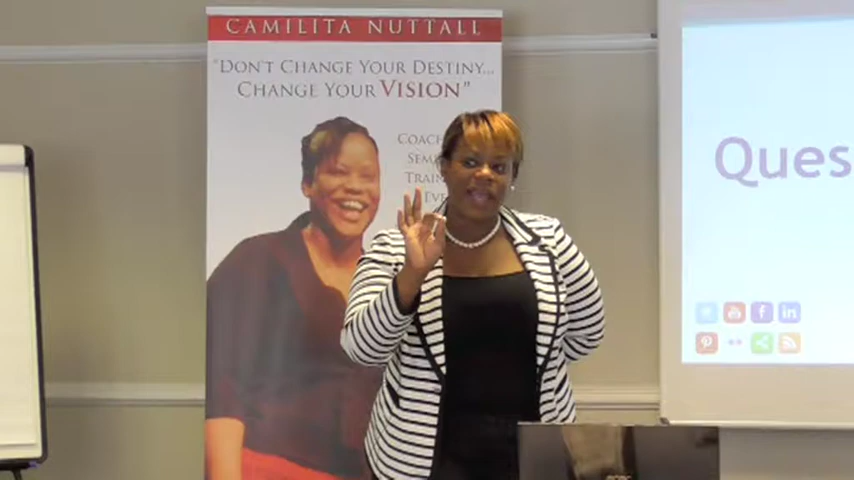 CAMILITA NUTTALL
"DON'T CHANGE YOUR DESTINY...
CHANGE YOUR VISION"
Ques